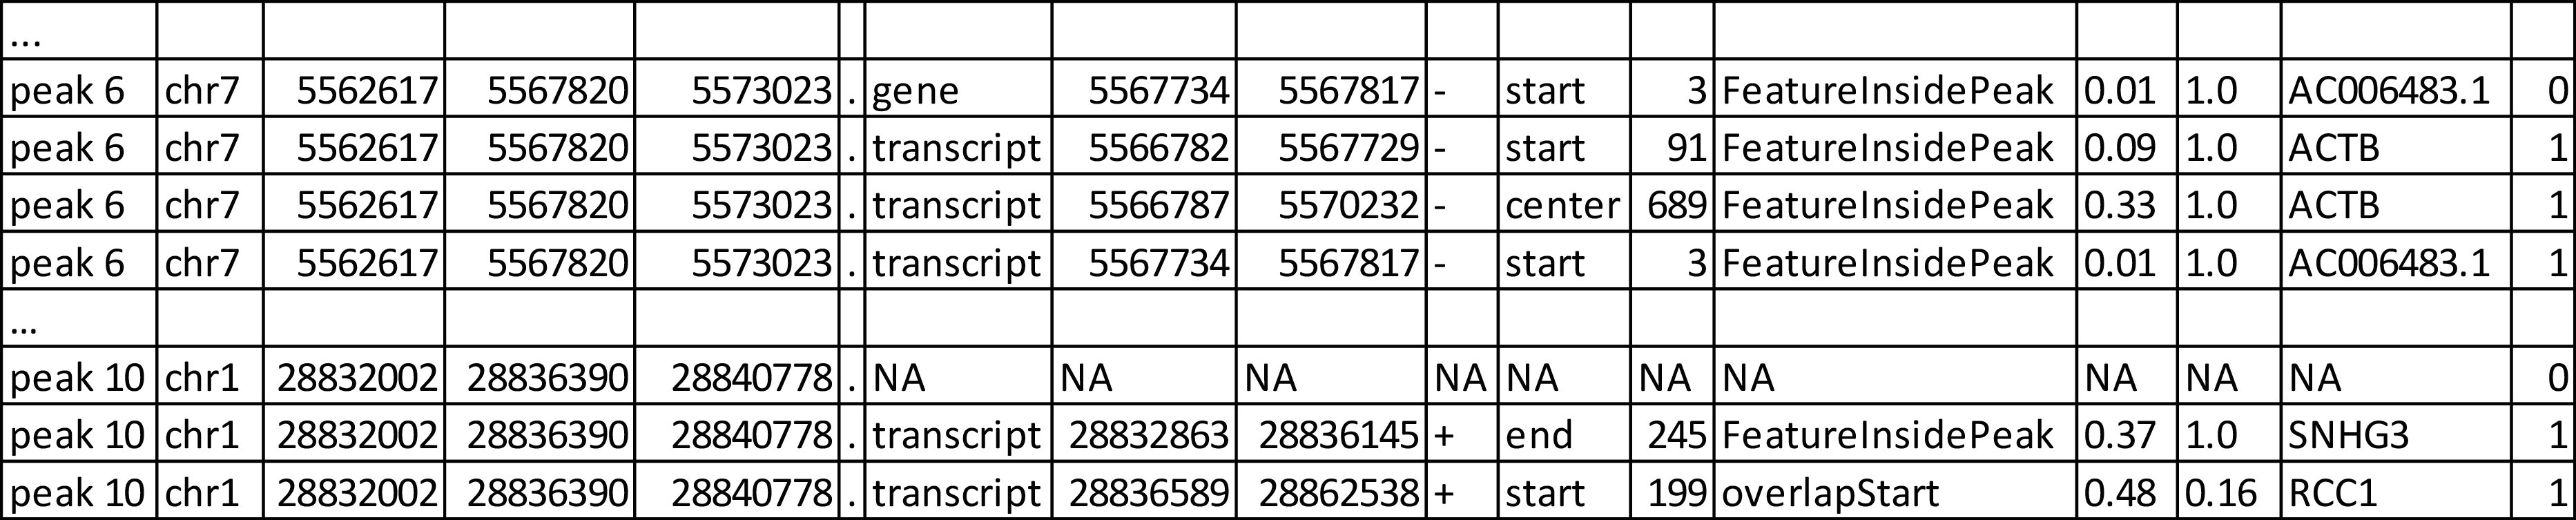 ...
peak 6 chr7 5562617 5567820 5573023 . gene 5567734 5567817 - start 3 FeatureInsidePeak 0.01 1.0 AC006483.1 0
peak 6 chr7 5562617 5567820 5573023 . transcript 5566782 5567729 - start 91 FeatureInsidePeak 0.09 1.0 ACTB 1
peak 6 chr7 5562617 5567820 5573023 . transcript 5566787 5570232 - center 689 FeatureInsidePeak 0.33 1.0 ACTB 1
peak 6 chr7 5562617 5567820 5573023 . transcript 5567734 5567817 - start 3 FeatureInsidePeak 0.01 1.0 AC006483.1 1
...
peak 10 chr1 28832002 28836390 28840778 . NA NA NA NA NA NA NA NA NA NA 0
peak 10 chr1 28832002 28836390 28840778 . transcript 28832863 28836145 + end 245 FeatureInsidePeak 0.37 1.0 SNHG3 1
peak 10 chr1 28832002 28836390 28840778 . transcript 28836589 28862538 + start 199 overlapStart 0.48 0.16 RCC1 1